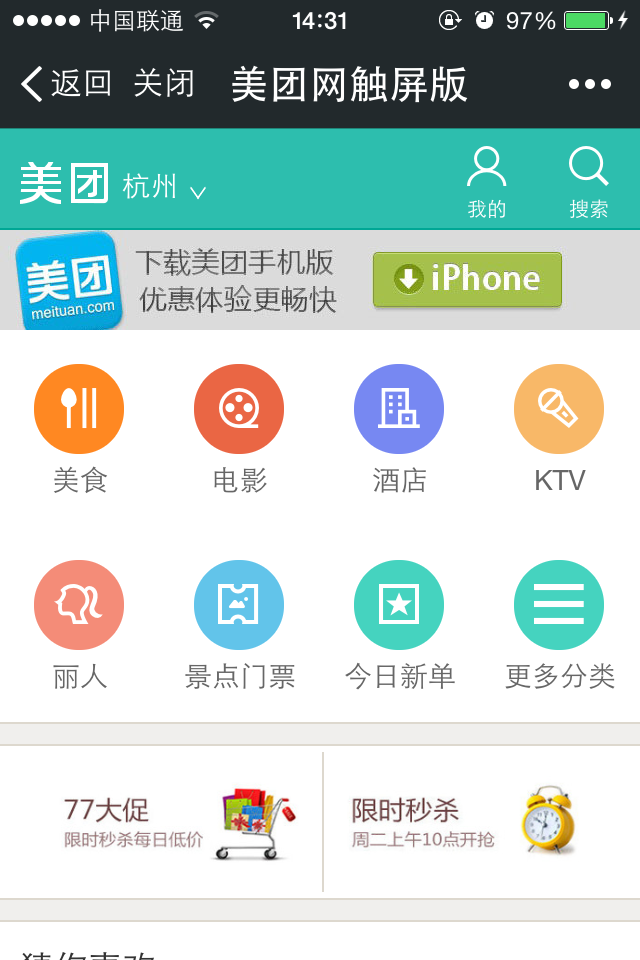 中国联通 14:31 97%
返回 关闭 美团网触屏版
美团 杭州 我的 搜索
美团
meituan.com
下载美团手机版
优惠体验更畅快
iPhone
美食 电影 酒店 KTV
丽人 景点门票 今日新单 更多分类
77大促
限时秒杀每日低价
限时秒杀
周二上午10点开抢
猜你喜欢